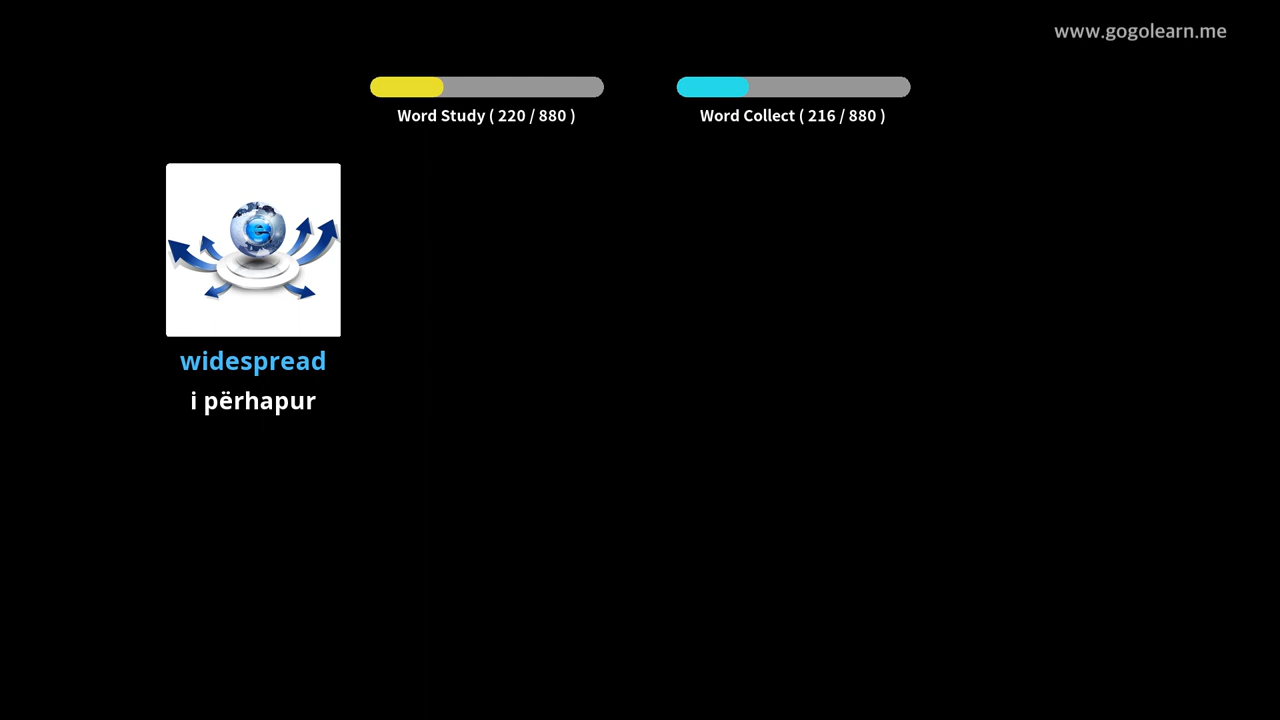 www.gogolearn.me
Word Study ( 220 / 880 )
Word Collect ( 216 / 880 )
e
widespread
i përhapur